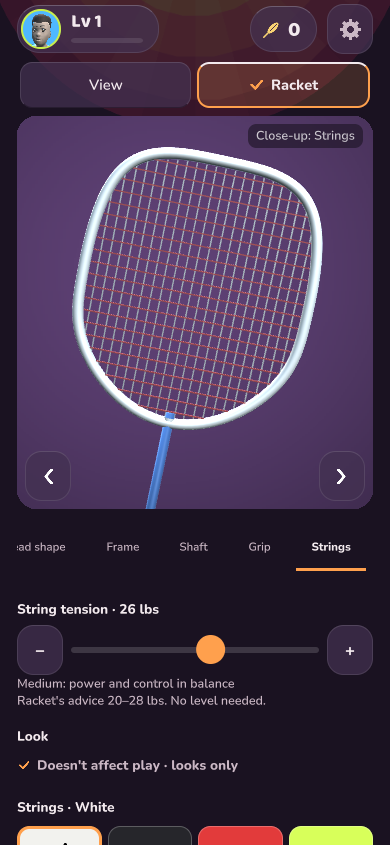 Lv 1
0
View
Racket
Close-up: Strings
ead shape
Frame
Shaft
Grip
Strings
String tension · 26 lbs
−
+
Medium: power and control in balance
Racket's advice 20–28 lbs. No level needed.
Look
Doesn't affect play · looks only
Strings · White